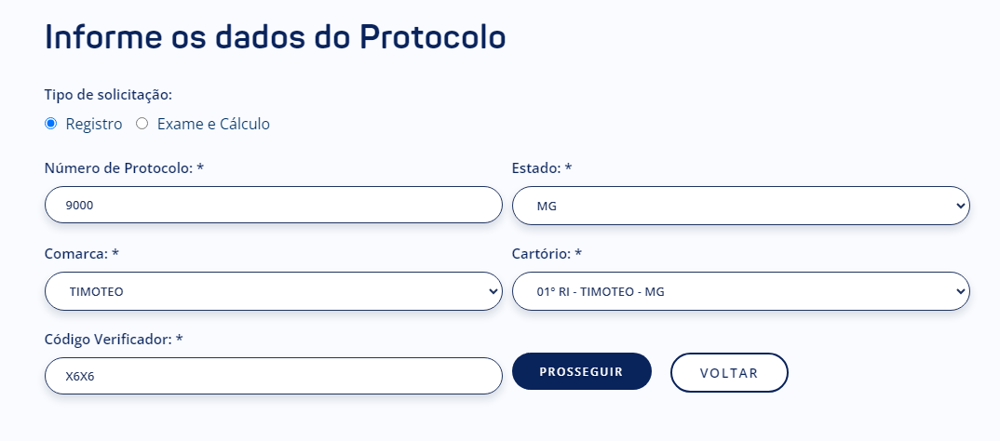 Informe os dados do Protocolo
Tipo de solicitação:
Registro Exame e Cálculo
Número de Protocolo: * Estado: *
9000 MG
Comarca: * Cartório: *
TIMOTEO 01º RI - TIMOTEO - MG
Código Verificador: *
X6X6 PROSSEGUIR VOLTAR